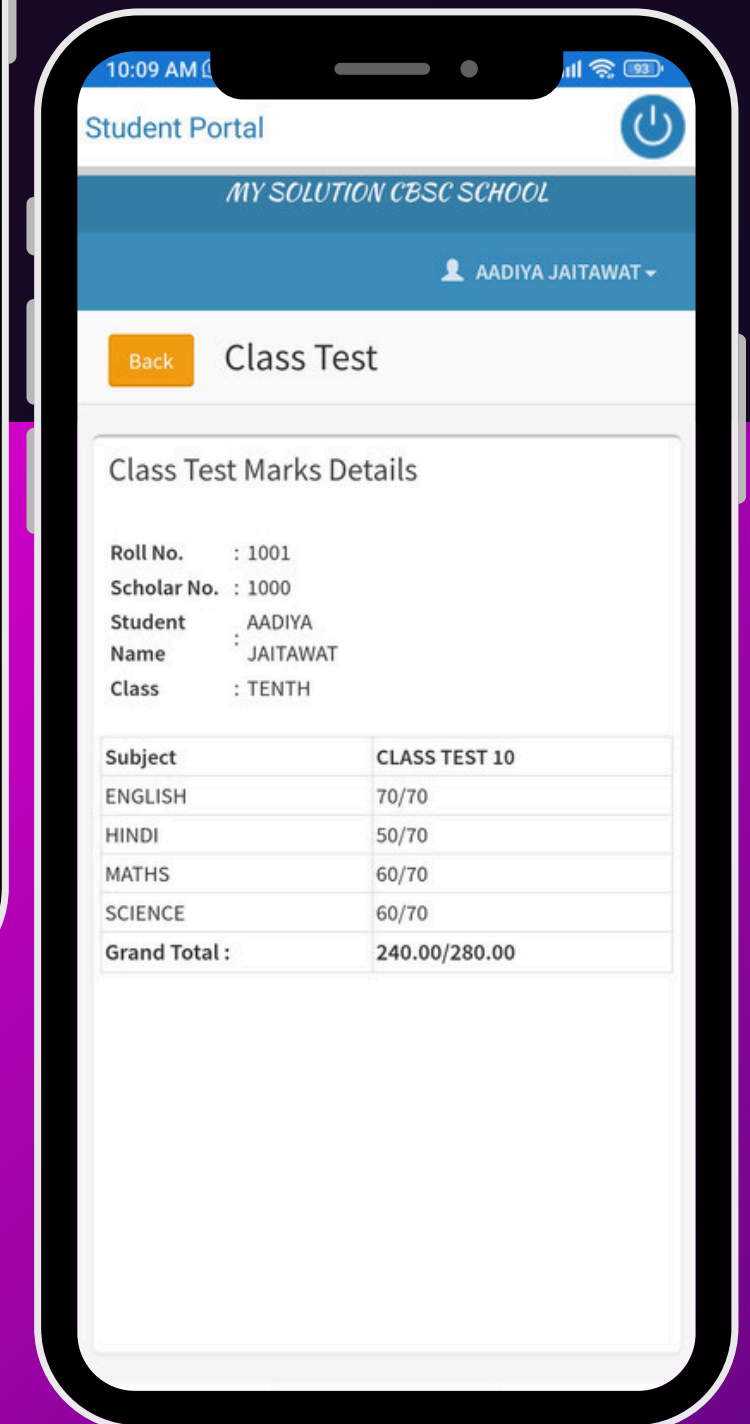 10:09 AM
93
Student Portal
MY SOLUTION CBSC SCHOOL
AADIYA JAITAWAT
Back Class Test
Class Test Marks Details
Roll No. : 1001
Scholar No. : 1000
Student Name : AADIYA JAITAWAT
Class : TENTH
Subject CLASS TEST 10
ENGLISH 70/70
HINDI 50/70
MATHS 60/70
SCIENCE 60/70
Grand Total : 240.00/280.00